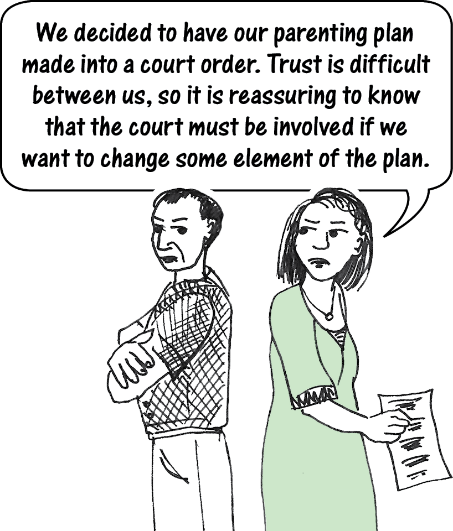 We decided to have our parenting plan
made into a court order. Trust is difficult
between us, so it is reassuring to know
that the court must be involved if we
want to change some element of the plan.